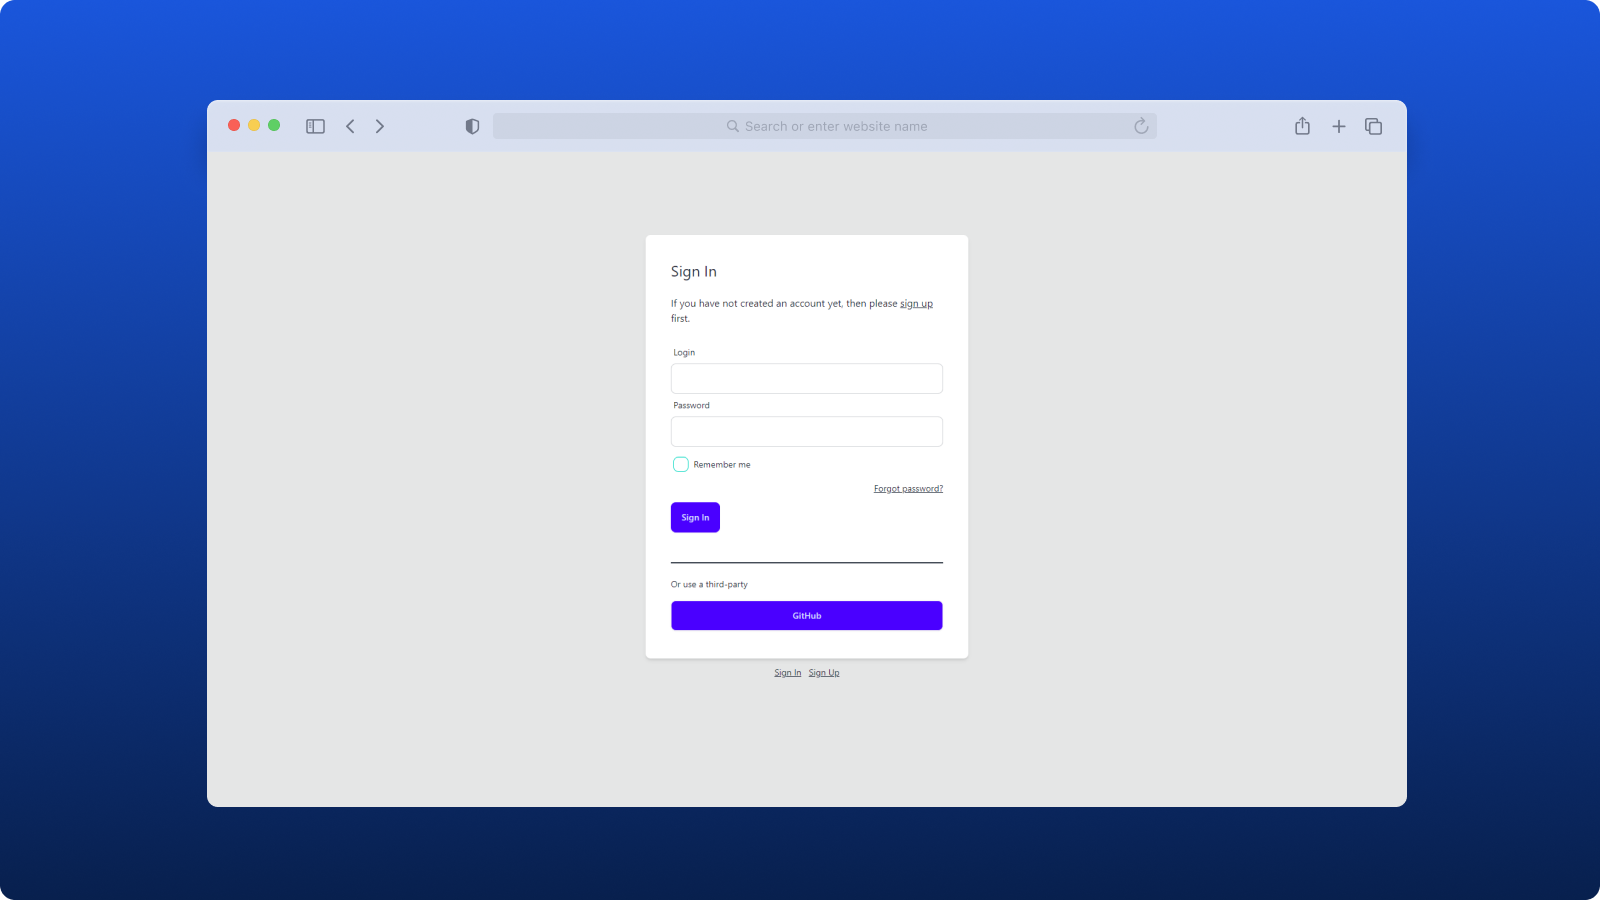 Search or enter website name
Sign In
If you have not created an account yet, then please sign up
first.
Login
Password
Remember me
Forgot password?
Sign In
Or use a third-party
GitHub
Sign In Sign Up